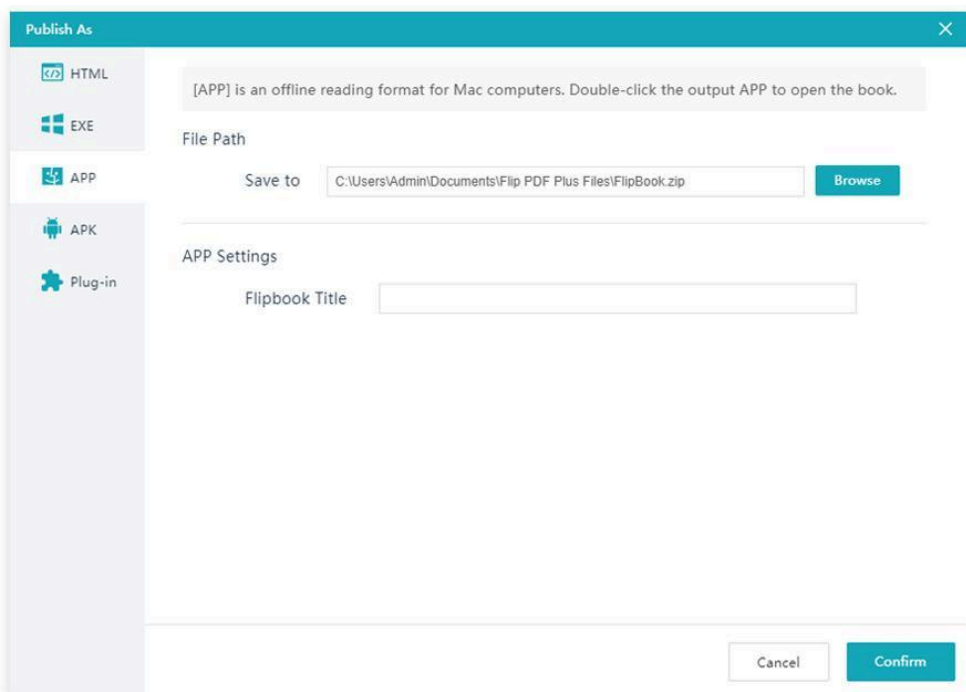 Publish As
HTML
EXE
APP
APK
Plug-in
[APP] is an offline reading format for Mac computers. Double-click the output APP to open the book.
File Path
Save to C:\Users\Admin\Documents\Flip PDF Plus Files\FlipBook.zip Browse
APP Settings
Flipbook Title
Cancel Confirm